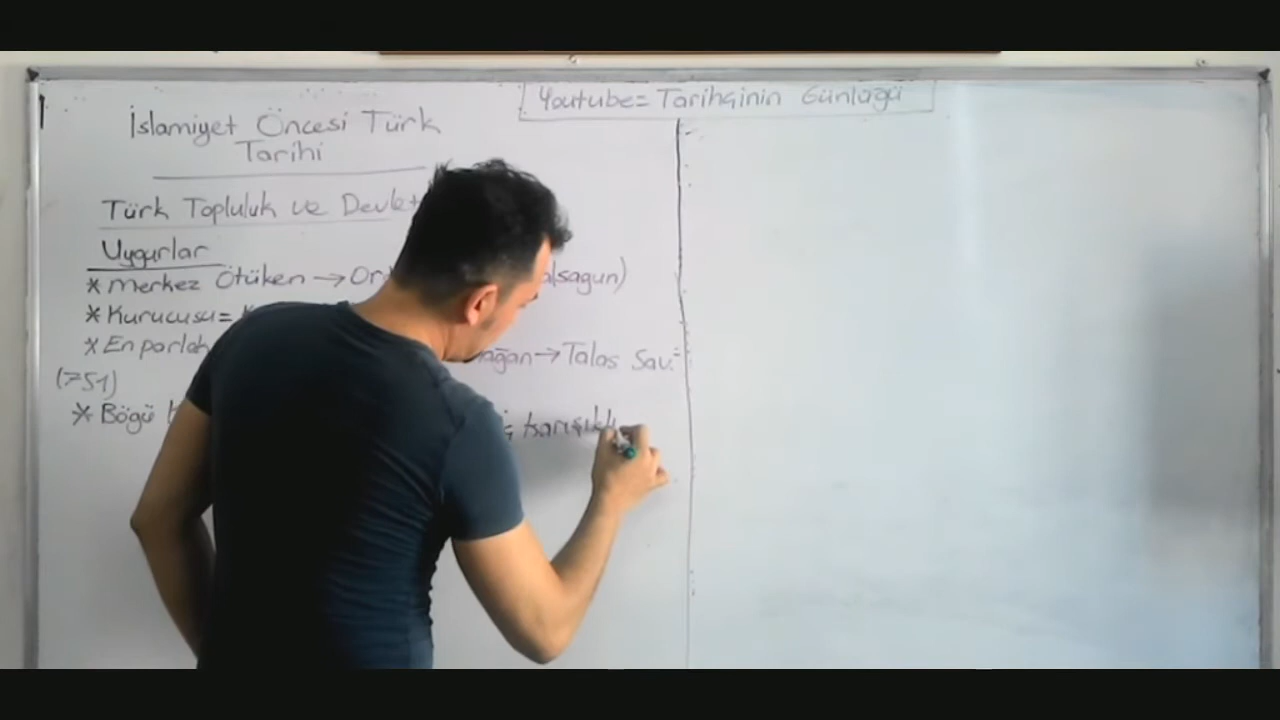 Youtube= Tarihçinin Günlüğü
İslamiyet Öncesi Türk
Tarihi
Türk Topluluk ve Devlet
Uygurlar
* Merkez Ötüken → Or alsagun)
* Kurucusu=
* En parlak ağan → Talas Sav.
(751)
* Bögü İç karışıklı